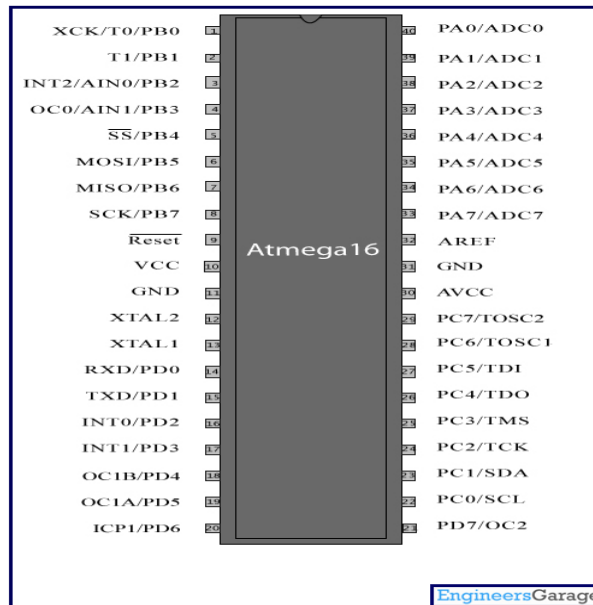 XCK/T0/PB0 1 40 PA0/ADC0
T1/PB1 2 39 PA1/ADC1
INT2/AIN0/PB2 3 38 PA2/ADC2
OC0/AIN1/PB3 4 37 PA3/ADC3
SS/PB4 5 36 PA4/ADC4
MOSI/PB5 6 35 PA5/ADC5
MISO/PB6 7 34 PA6/ADC6
SCK/PB7 8 33 PA7/ADC7
Reset 9 32 AREF
Atmega16
VCC 10 31 GND
GND 11 30 AVCC
XTAL2 12 29 PC7/TOSC2
XTAL1 13 28 PC6/TOSC1
RXD/PD0 14 27 PC5/TDI
TXD/PD1 15 26 PC4/TDO
INT0/PD2 16 25 PC3/TMS
INT1/PD3 17 24 PC2/TCK
OC1B/PD4 18 23 PC1/SDA
OC1A/PD5 19 22 PC0/SCL
ICP1/PD6 20 21 PD7/OC2
EngineersGarage